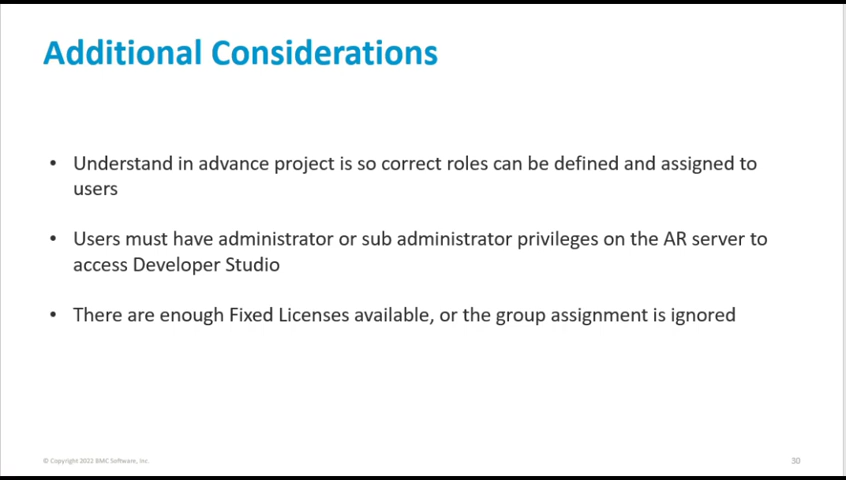 Additional Considerations
• Understand in advance project is so correct roles can be defined and assigned to
users
• Users must have administrator or sub administrator privileges on the AR server to
access Developer Studio
• There are enough Fixed Licenses available, or the group assignment is ignored
© Copyright 2022 BMC Software, Inc.
30